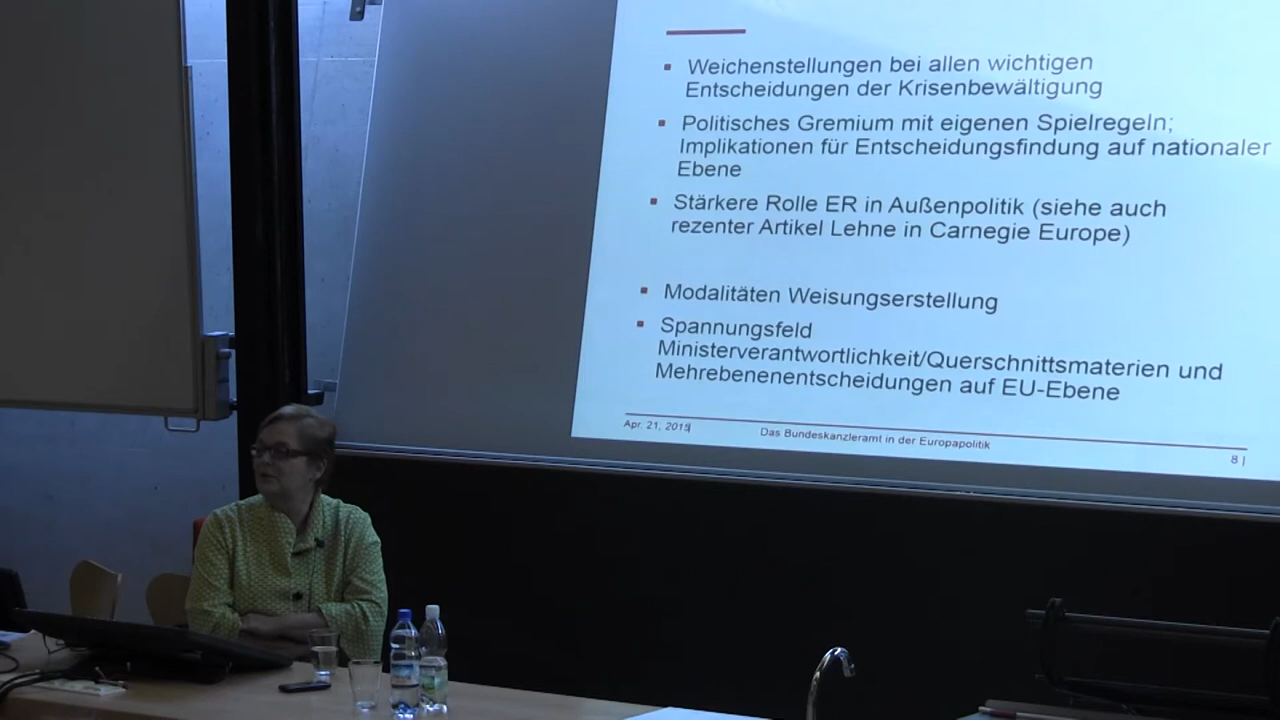 Weichenstellungen bei allen wichtigen
Entscheidungen der Krisenbewältigung
Politisches Gremium mit eigenen Spielregeln;
Implikationen für Entscheidungsfindung auf nationaler
Ebene
Stärkere Rolle ER in Außenpolitik (siehe auch
rezenter Artikel Lehne in Carnegie Europe)
Modalitäten Weisungserstellung
Spannungsfeld
Ministerverantwortlichkeit/Querschnittsmaterien und
Mehrebenenentscheidungen auf EU-Ebene
Apr. 21, 2015| Das Bundeskanzleramt in der Europapolitik 8 |